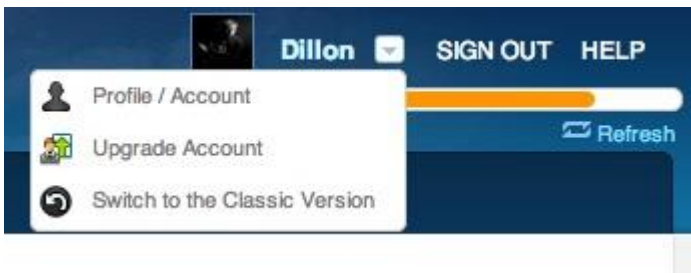 Dillon SIGN OUT HELP
Profile / Account
Refresh
Upgrade Account
Switch to the Classic Version